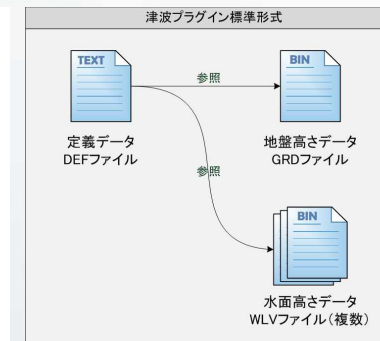 津波プラグイン標準形式
TEXT
参照
BIN
定義データ
DEFファイル
地盤高さデータ
GRDファイル
参照
BIN
水面高さデータ
WLVファイル(複数)